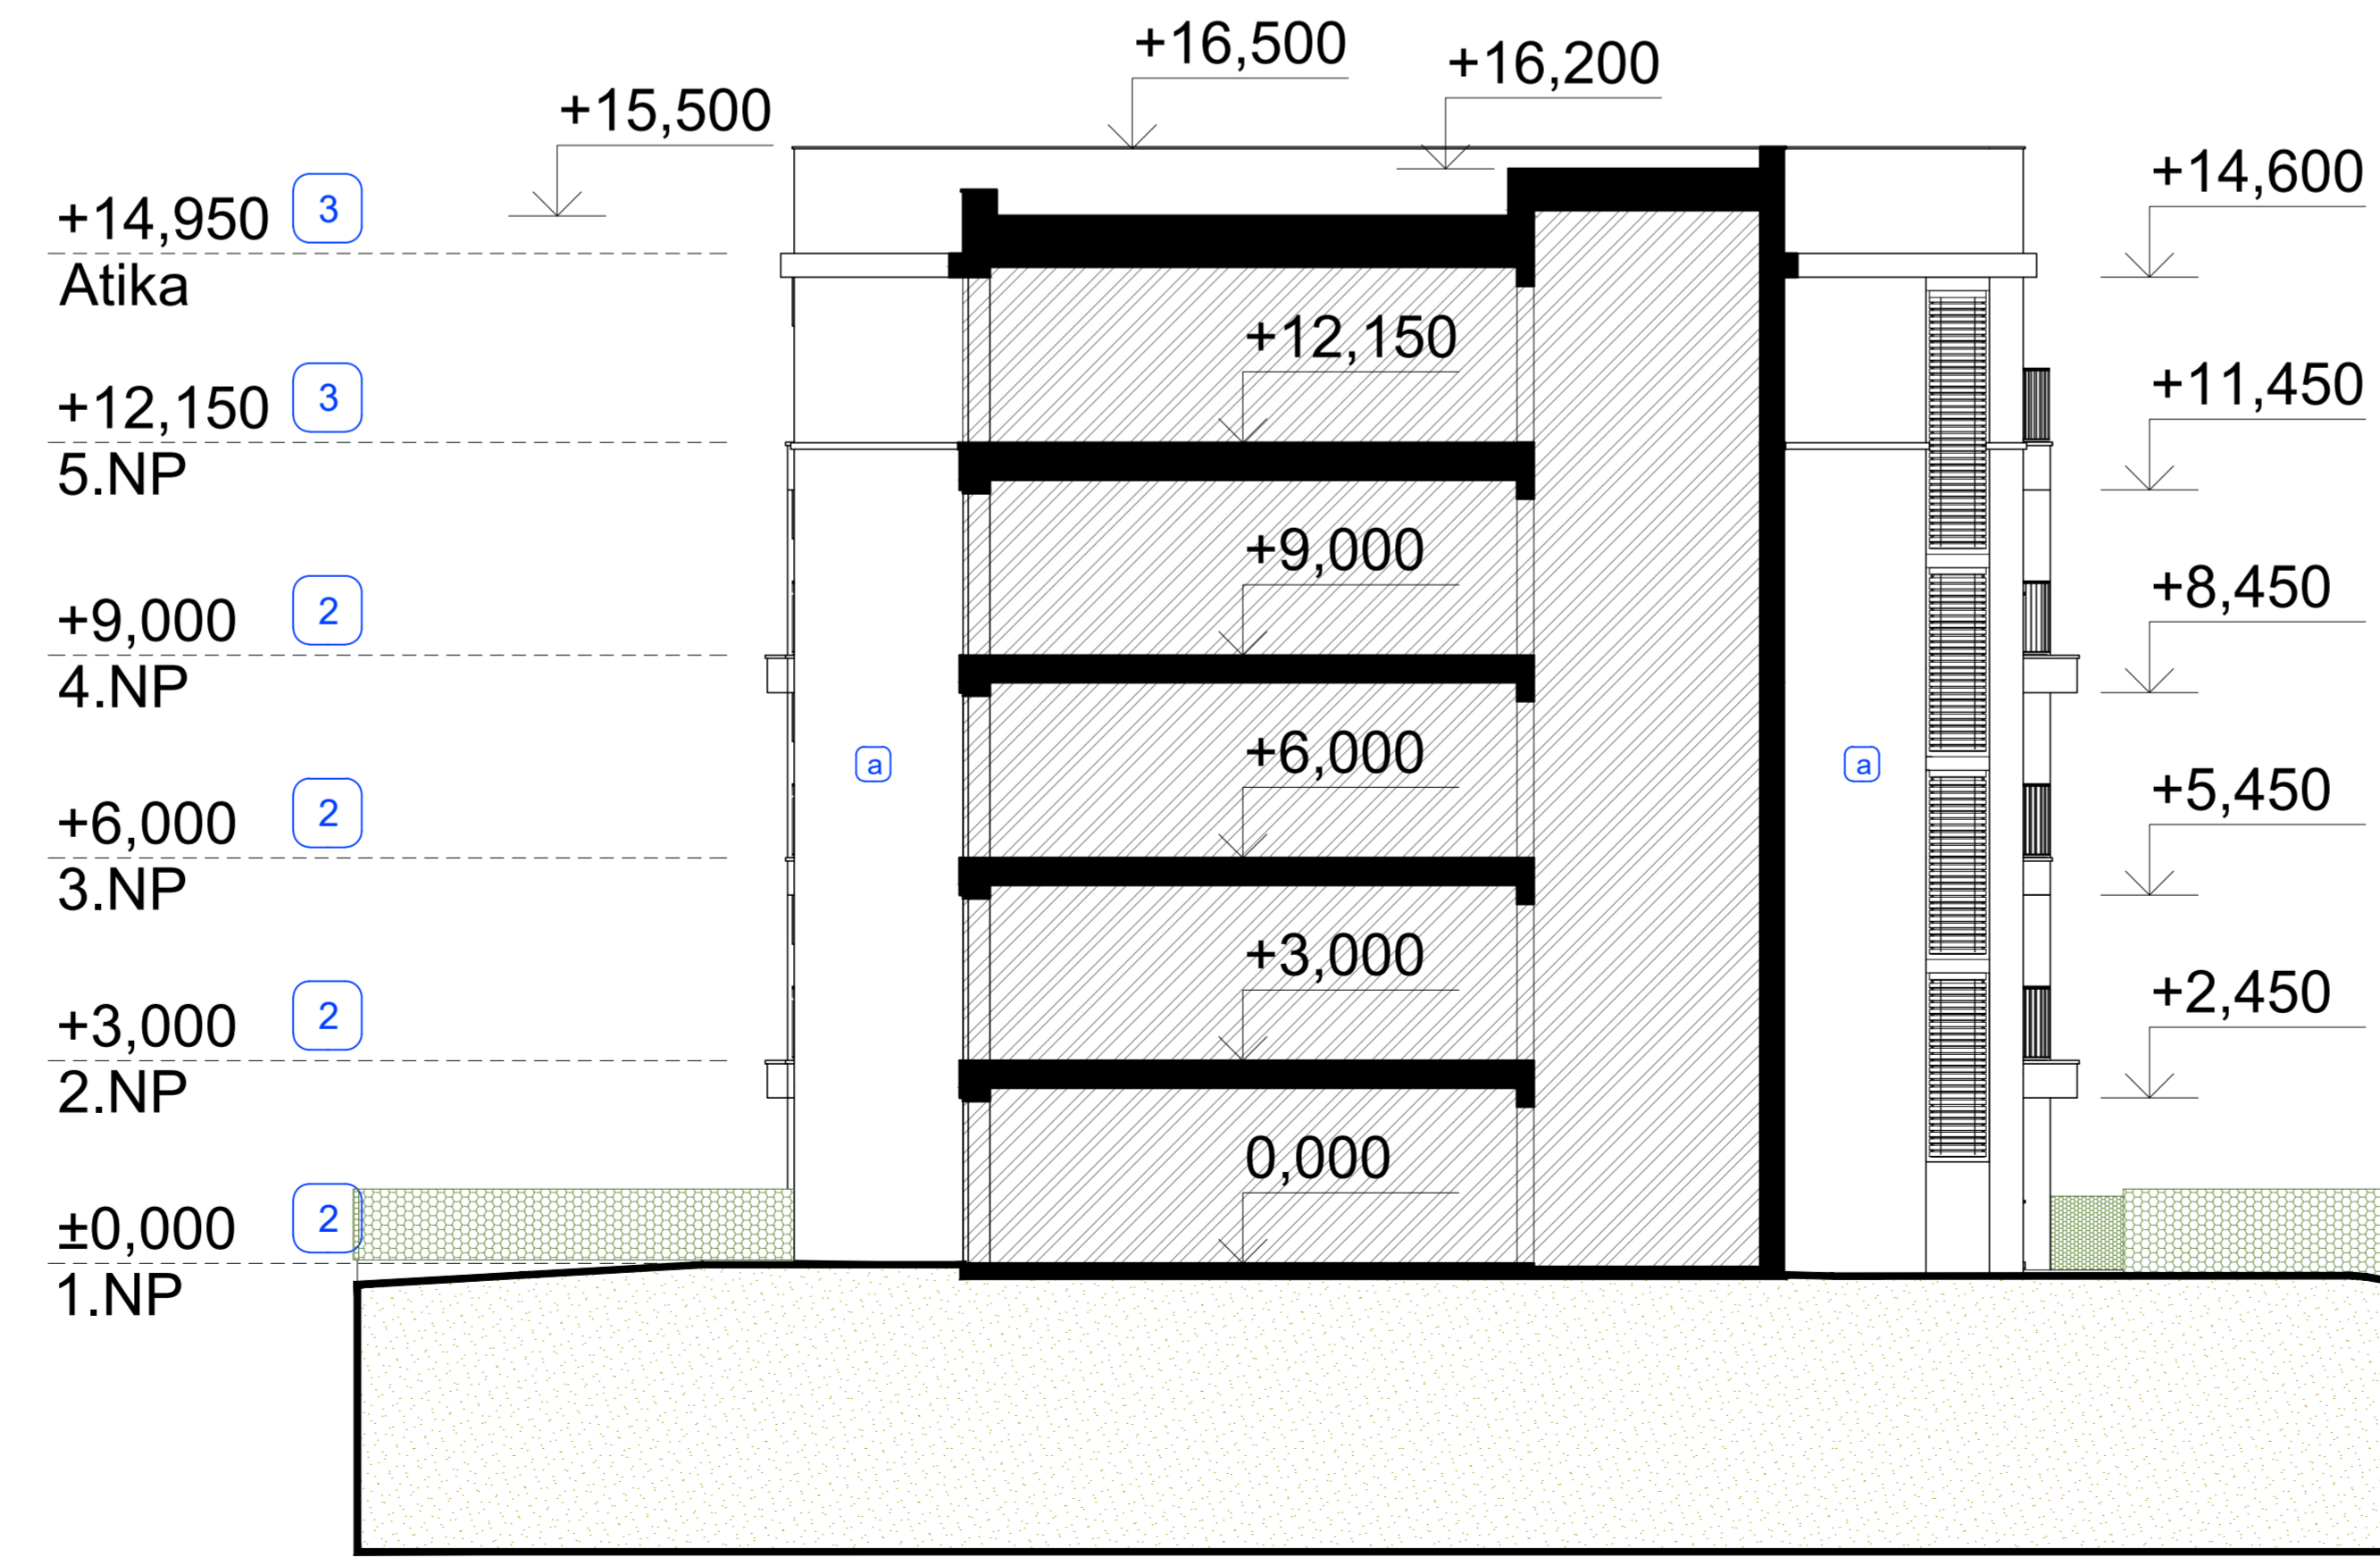 +16,500
+16,200
+15,500
+14,600
+14,950 3
Atika
+12,150
+11,450
+12,150 3
5.NP
+9,000
+8,450
+9,000 2
4.NP
+6,000
a
a
+5,450
+6,000 2
3.NP
+3,000
+2,450
+3,000 2
2.NP
0,000
±0,000 2
1.NP